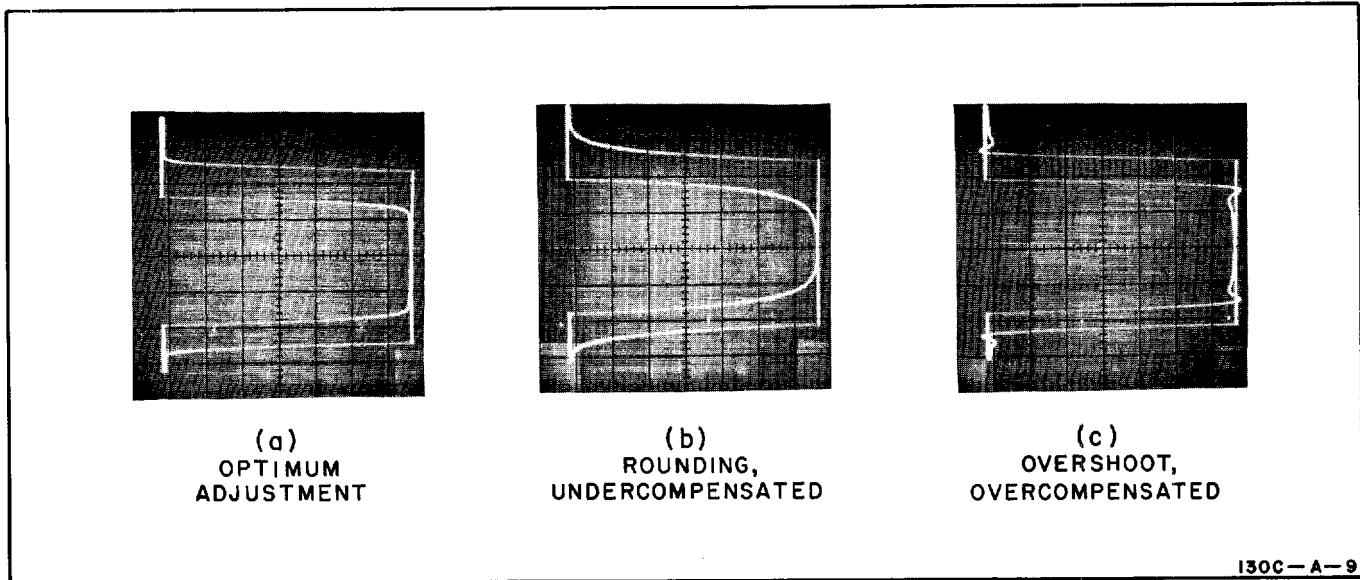 (a)
OPTIMUM
ADJUSTMENT
(b)
ROUNDING,
UNDERCOMPENSATED
(c)
OVERSHOOT,
OVERCOMPENSATED
130C-A-9